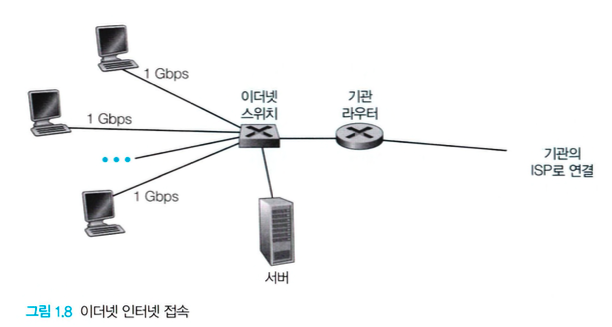 1 Gbps
1 Gbps
1 Gbps
이더넷
스위치
기관
라우터
기관의
ISP로 연결
서버
그림 1.8 이더넷 인터넷 접속